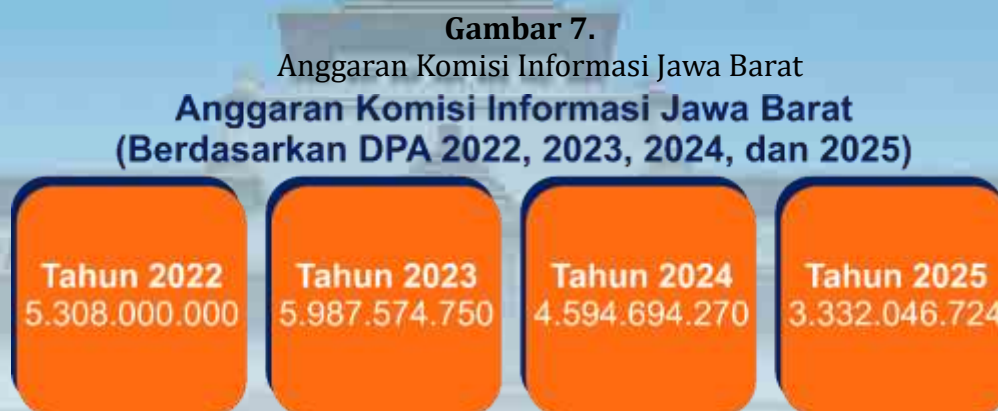 Gambar 7.
Anggaran Komisi Informasi Jawa Barat
Anggaran Komisi Informasi Jawa Barat
(Berdasarkan DPA 2022, 2023, 2024, dan 2025)
Tahun 2022
5.308.000.000
Tahun 2023
5.987.574.750
Tahun 2024
4.594.694.270
Tahun 2025
3.332.046.724